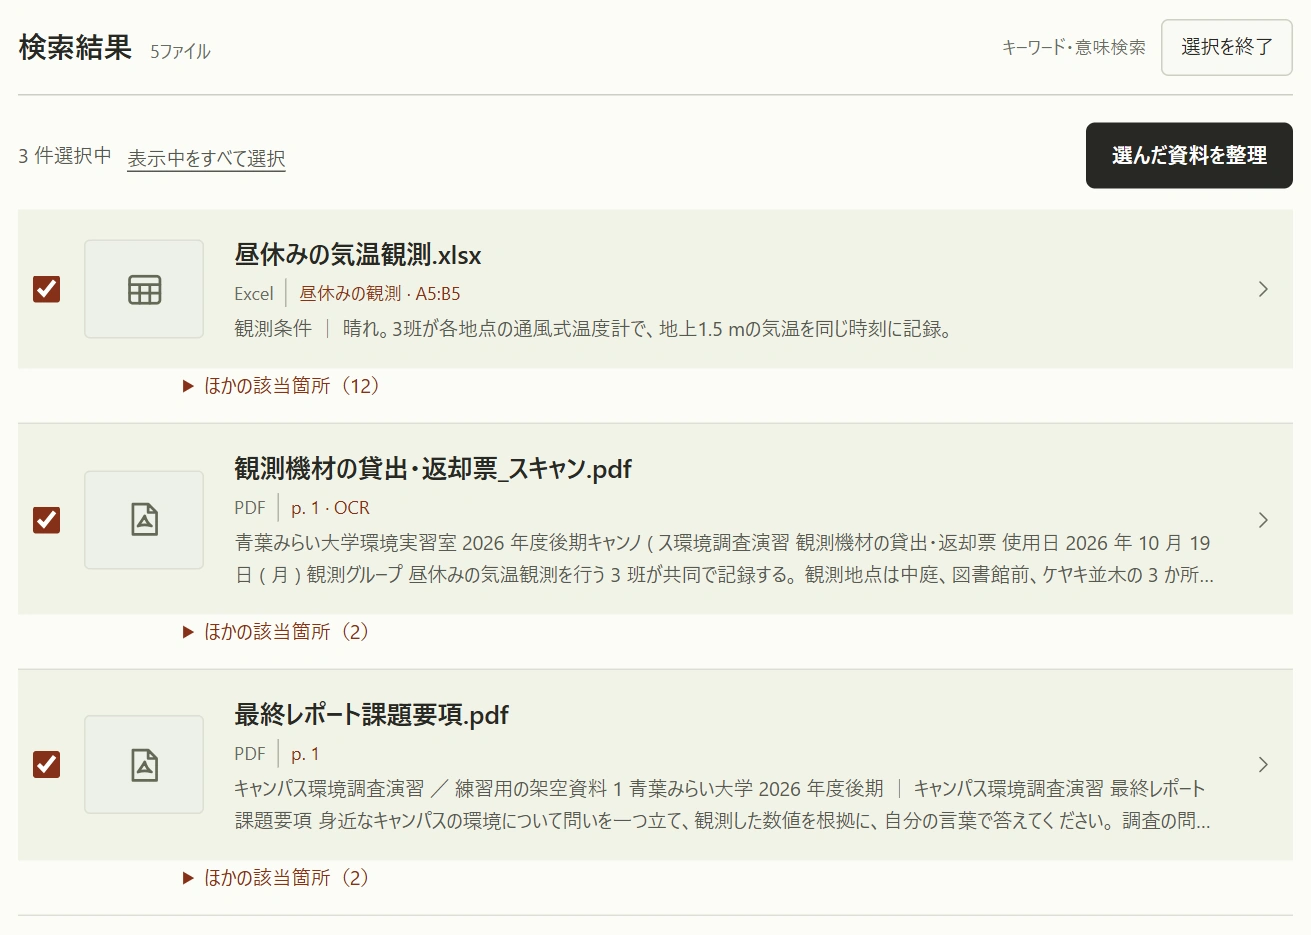 検索結果 5ファイル キーワード・意味検索 選択を終了
3 件選択中 表示中をすべて選択 選んだ資料を整理
昼休みの気温観測.xlsx
Excel │ 昼休みの観測 · A5:B5
観測条件 ｜ 晴れ。3班が各地点の通風式温度計で、地上1.5 mの気温を同じ時刻に記録。
▶ ほかの該当箇所（12）
観測機材の貸出・返却票_スキャン.pdf
PDF │ p. 1 · OCR
青葉みらい大学環境実習室 2026 年度後期キャンノ ( ス環境調査演習 観測機材の貸出・返却票 使用日 2026 年 10 月 19
日 ( 月 ) 観測グループ 昼休みの気温観測を行う 3 班が共同で記録する。観測地点は中庭、図書館前、ケヤキ並木の 3 か所…
▶ ほかの該当箇所（2）
最終レポート課題要項.pdf
PDF │ p. 1
キャンパス環境調査演習 ／ 練習用の架空資料 1 青葉みらい大学 2026 年度後期 ｜ キャンパス環境調査演習 最終レポート
課題要項 身近なキャンパスの環境について問いを一つ立て、観測した数値を根拠に、自分の言葉で答えてください。調査の問…
▶ ほかの該当箇所（2）